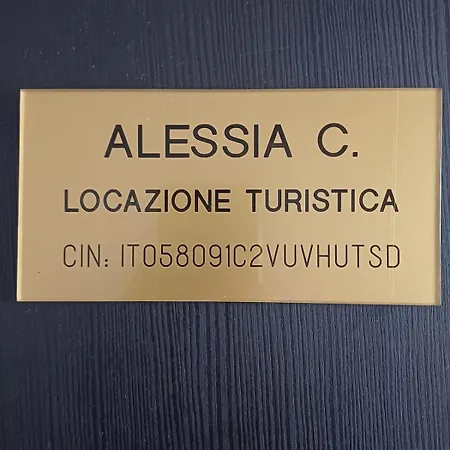 ALESSIA C.
LOCAZIONE TURISTICA
CIN: IT058091C2VUVHUTSD